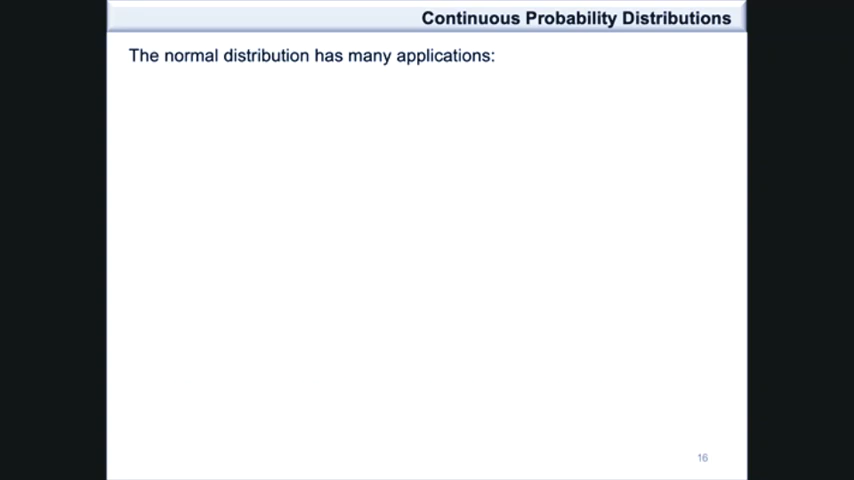 Continuous Probability Distributions
The normal distribution has many applications:
16